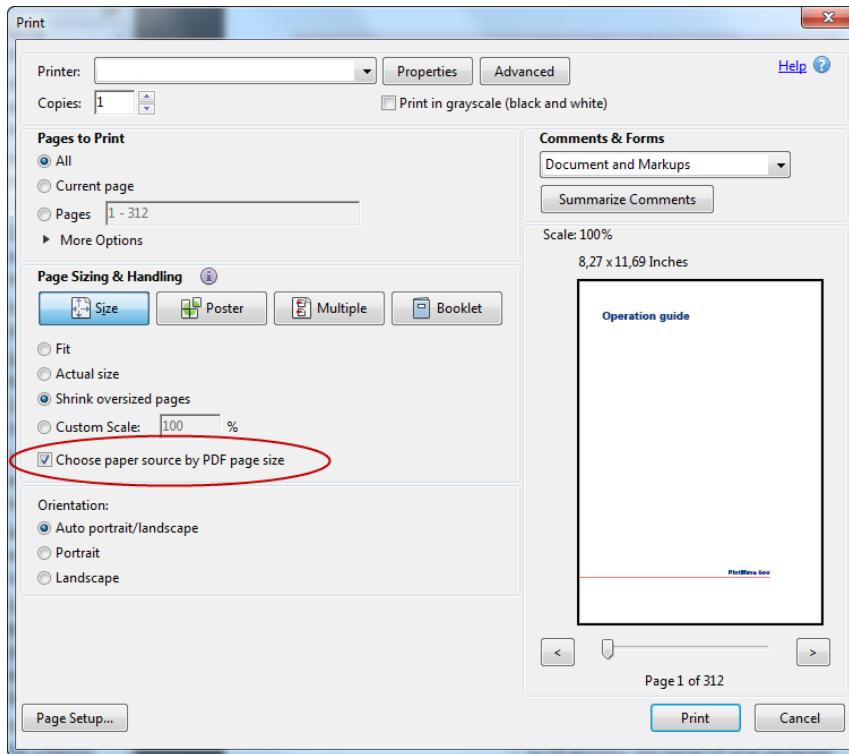 Print
Printer:
Properties
Advanced
Help
Copies: 1
Print in grayscale (black and white)
Pages to Print
All
Current page
Pages 1 - 312
More Options
Comments & Forms
Document and Markups
Summarize Comments
Page Sizing & Handling
Size
Poster
Multiple
Booklet
Fit
Actual size
Shrink oversized pages
Custom Scale: 100 %
Choose paper source by PDF page size
Orientation:
Auto portrait/landscape
Portrait
Landscape
Scale: 100%
8,27 x 11,69 Inches
Operation guide
PlotWave 500
< >
Page 1 of 312
Page Setup...
Print
Cancel